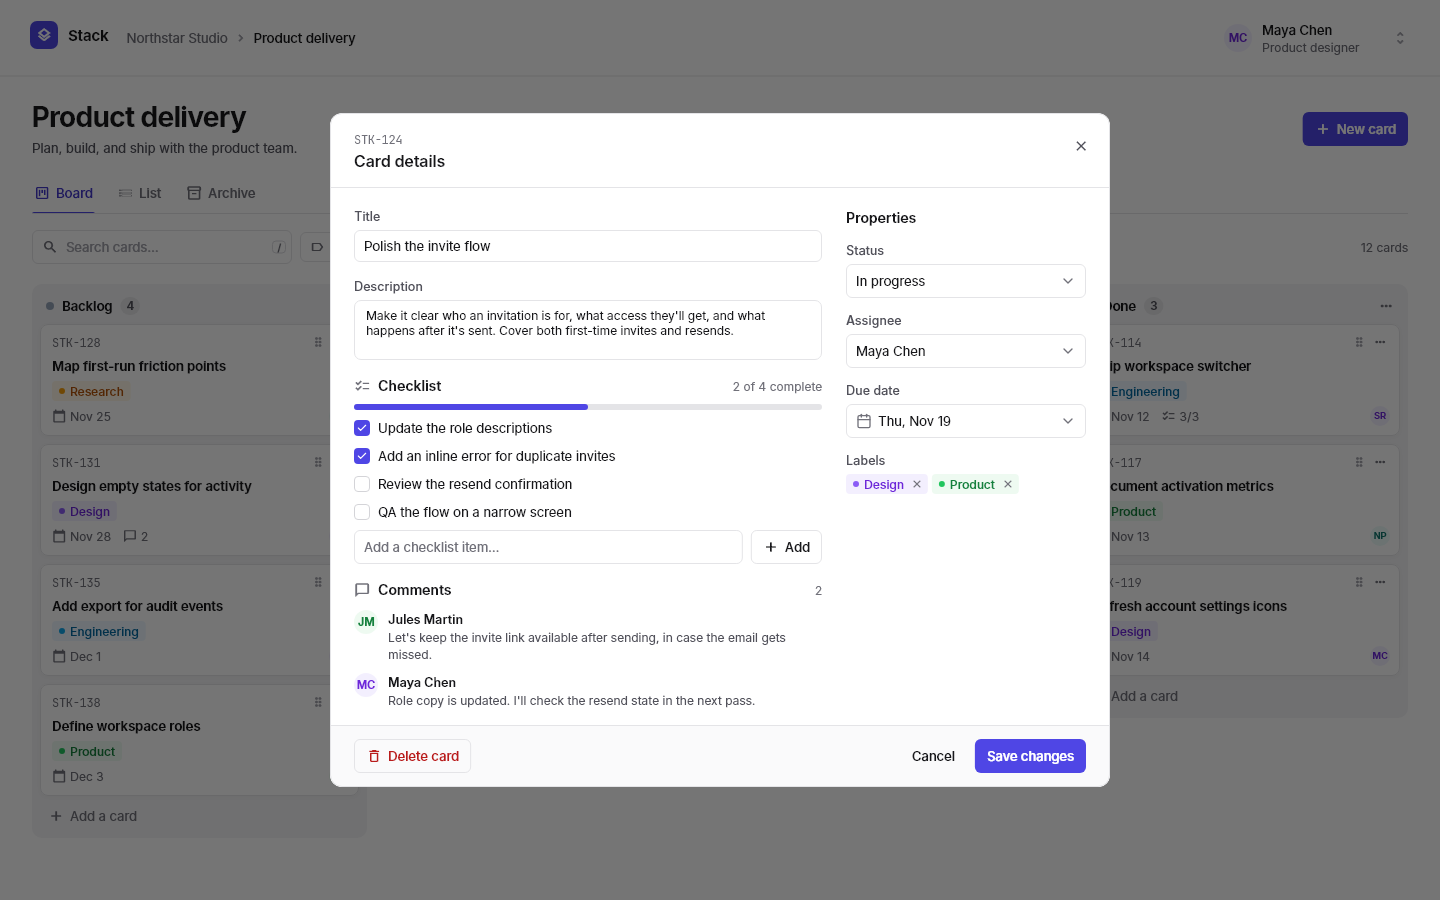 Stack
Northstar Studio
Product delivery
MC
Maya Chen
Product designer
Product delivery
Plan, build, and ship with the product team.
New card
Board
List
Archive
Search cards...
/
12 cards
Backlog
4
STK-128
Map first-run friction points
Research
Nov 25
STK-131
Design empty states for activity
Design
Nov 28
2
STK-135
Add export for audit events
Engineering
Dec 1
STK-138
Define workspace roles
Product
Dec 3
Add a card
STK-124
Card details
Title
Polish the invite flow
Description
Make it clear who an invitation is for, what access they'll get, and what
happens after it's sent. Cover both first-time invites and resends.
Checklist
2 of 4 complete
Update the role descriptions
Add an inline error for duplicate invites
Review the resend confirmation
QA the flow on a narrow screen
Add a checklist item...
Add
Comments
2
JM
Jules Martin
Let's keep the invite link available after sending, in case the email gets
missed.
MC
Maya Chen
Role copy is updated. I'll check the resend state in the next pass.
Properties
Status
In progress
Assignee
Maya Chen
Due date
Thu, Nov 19
Labels
Design
Product
Delete card
Cancel
Save changes
Done
3
-114
workspace switcher
Engineering
Nov 12
3/3
SR
-117
activation metrics
Product
Nov 13
NP
-119
account settings icons
Design
Nov 14
MC
Add a card